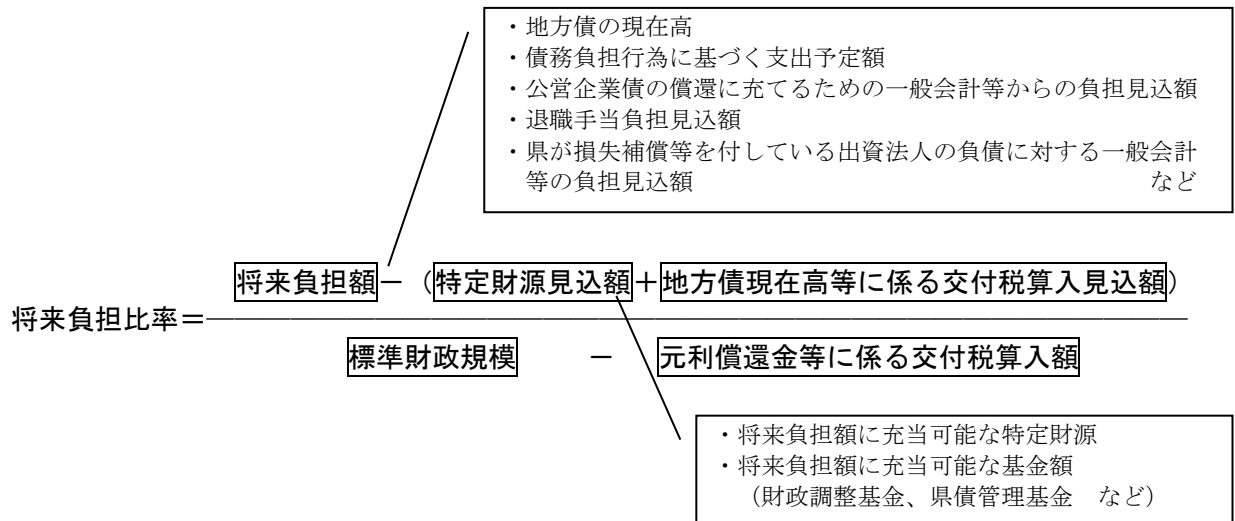 ・地方債の現在高
・債務負担行為に基づく支出予定額
・公営企業債の償還に充てるための一般会計等からの負担見込額
・退職手当負担見込額
・県が損失補償等を付している出資法人の負債に対する一般会計
等の負担見込額 など
将来負担額－（特定財源見込額＋地方債現在高等に係る交付税算入見込額）
将来負担比率＝
標準財政規模 － 元利償還金等に係る交付税算入額
・将来負担額に充当可能な特定財源
・将来負担額に充当可能な基金額
（財政調整基金、県債管理基金 など）